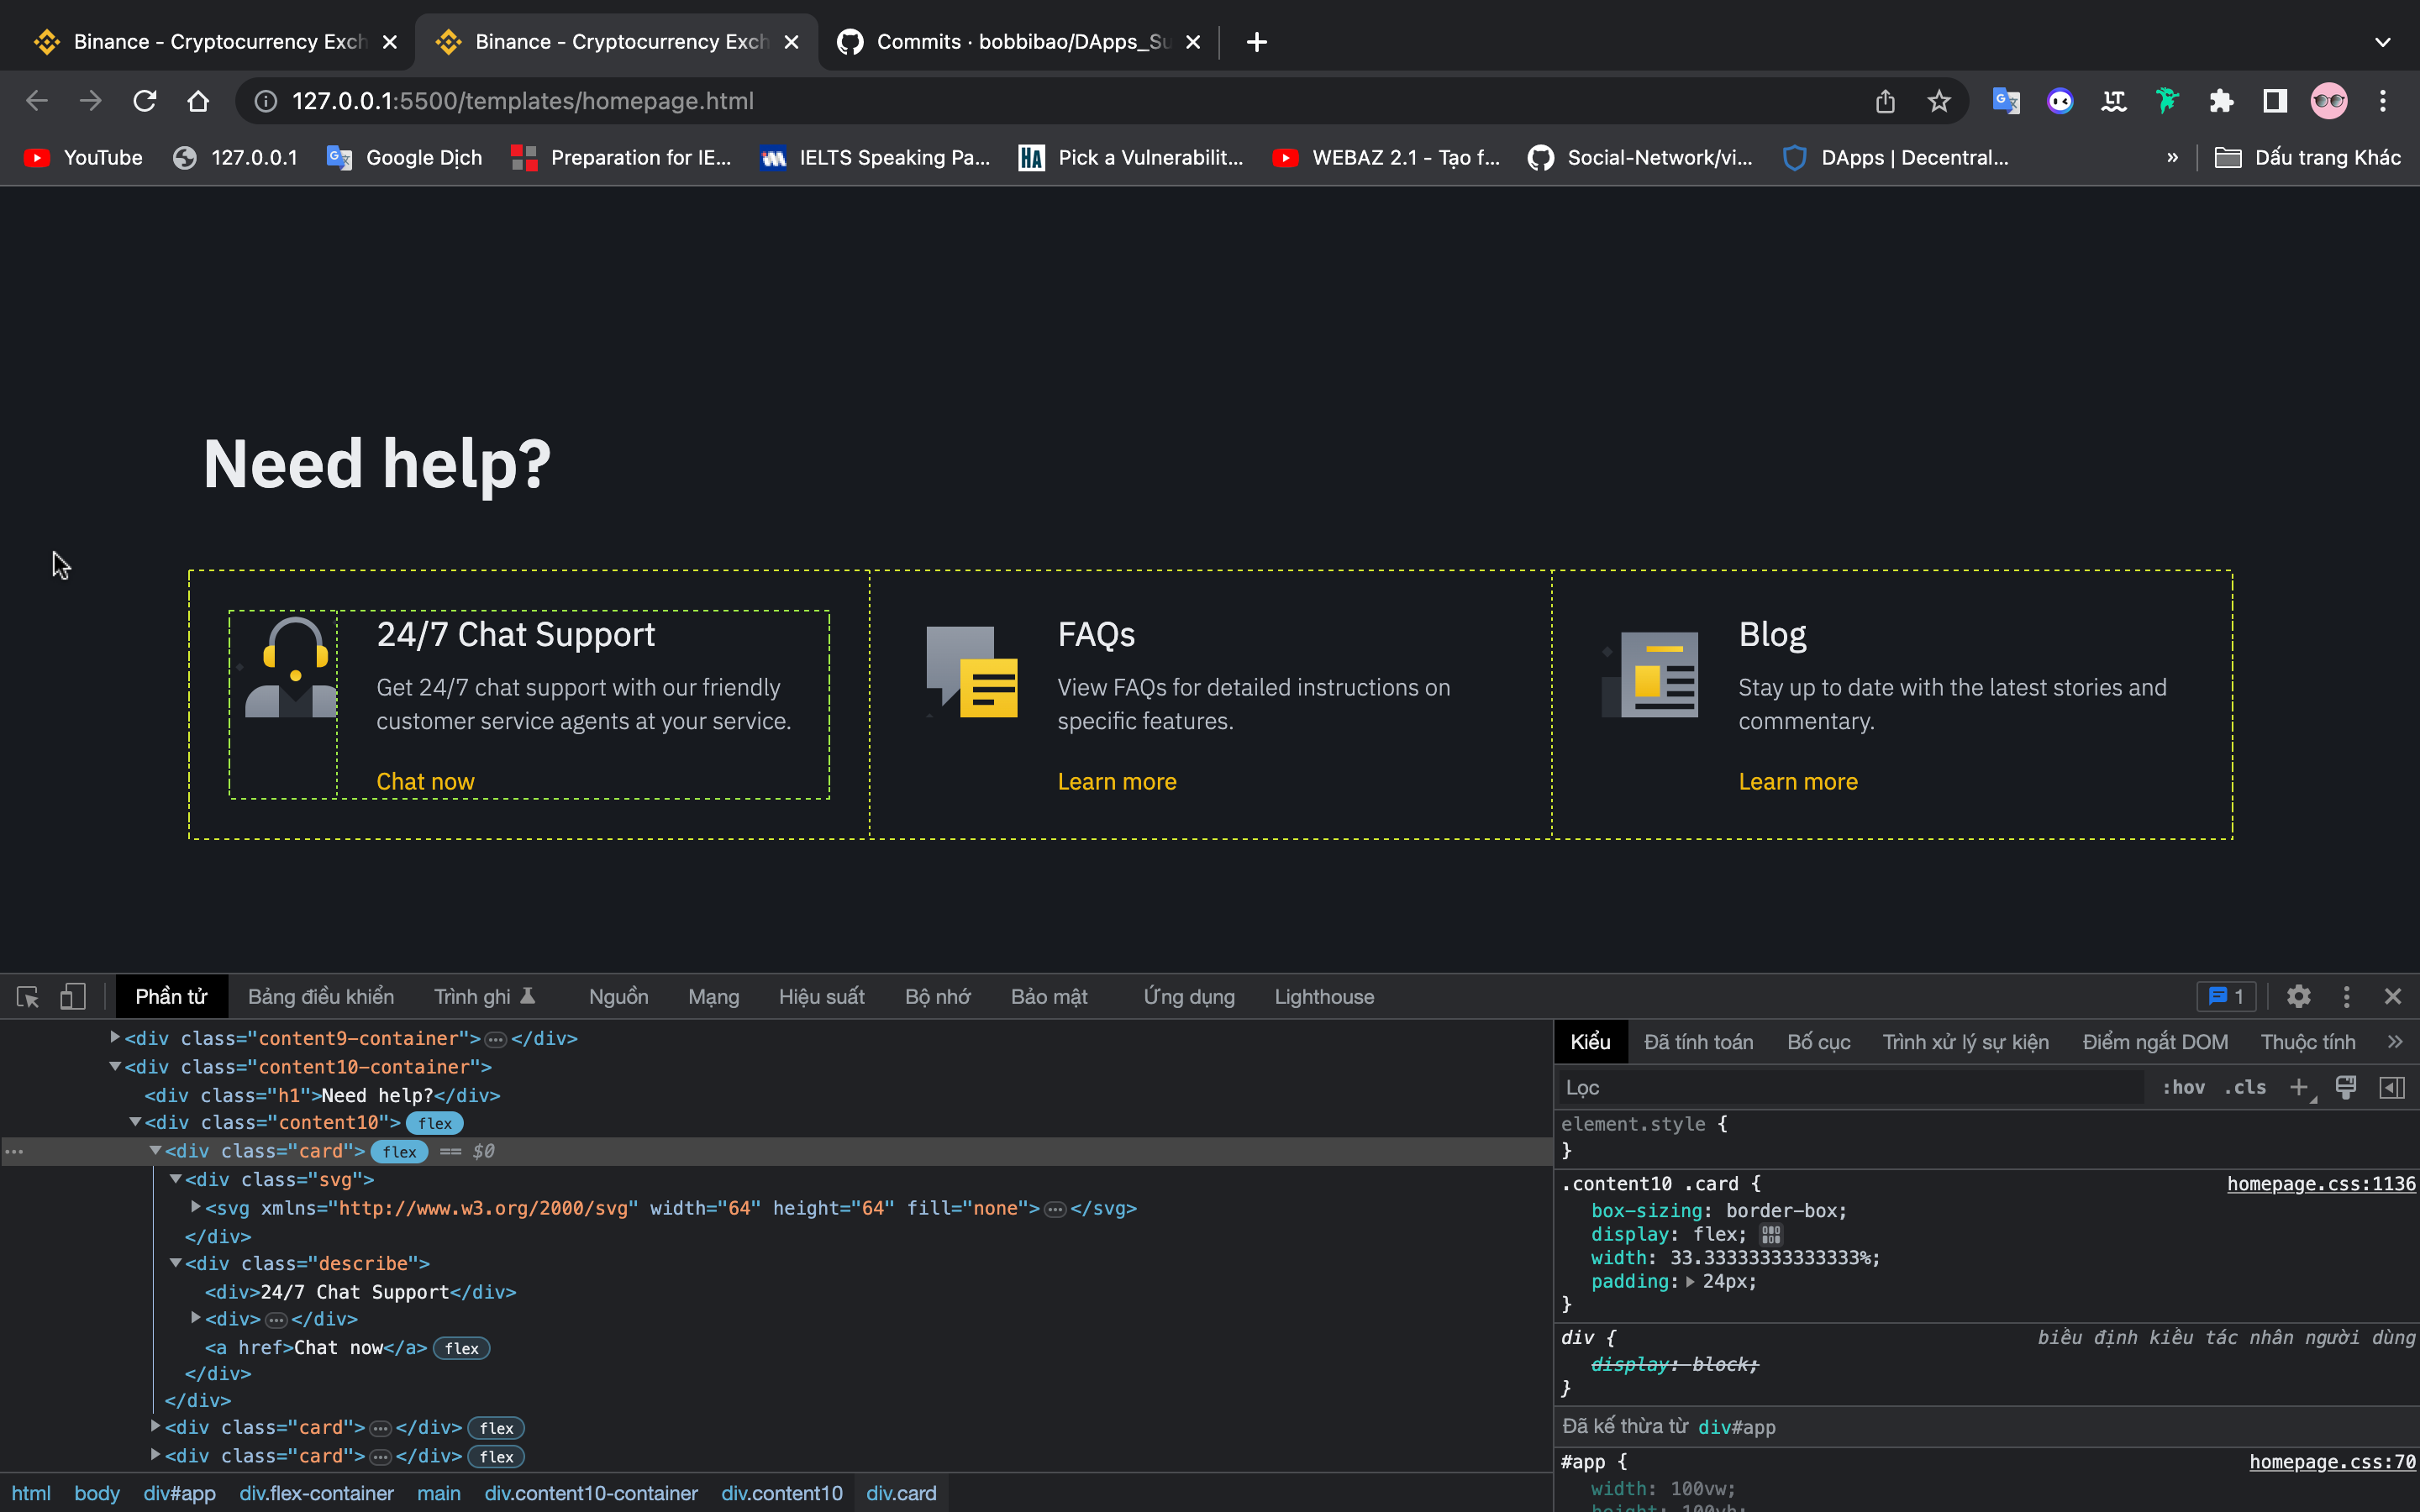 Binance - Cryptocurrency Exch
Binance - Cryptocurrency Exch
Commits · bobbibao/DApps_Su
127.0.0.1:5500/templates/homepage.html
YouTube
127.0.0.1
Google Dịch
Preparation for IE...
IELTS Speaking Pa...
HA Pick a Vulnerabilit...
WEBAZ 2.1 - Tạo f...
Social-Network/vi...
DApps | Decentral...
»
Dấu trang Khác
Need help?
24/7 Chat Support
Get 24/7 chat support with our friendly
customer service agents at your service.
Chat now
FAQs
View FAQs for detailed instructions on
specific features.
Learn more
Blog
Stay up to date with the latest stories and
commentary.
Learn more
Phần tử
Bảng điều khiển
Trình ghi
Nguồn
Mạng
Hiệu suất
Bộ nhớ
Bảo mật
Ứng dụng
Lighthouse
1
<div class="content9-container">…</div>
<div class="content10-container">
<div class="h1">Need help?</div>
<div class="content10"> flex
<div class="card"> flex == $0
<div class="svg">
<svg xmlns="http://www.w3.org/2000/svg" width="64" height="64" fill="none">…</svg>
</div>
<div class="describe">
<div>24/7 Chat Support</div>
<div>…</div>
<a href>Chat now</a> flex
</div>
</div>
<div class="card">…</div> flex
<div class="card">…</div> flex
html body div#app div.flex-container main div.content10-container div.content10 div.card
Kiểu
Đã tính toán
Bố cục
Trình xử lý sự kiện
Điểm ngắt DOM
Thuộc tính
»
Lọc
:hov .cls +
element.style {
}
.content10 .card { homepage.css:1136
box-sizing: border-box;
display: flex;
width: 33.33333333333333%;
padding: 24px;
}
div { biểu định kiểu tác nhân người dùng
display: block;
}
Đã kế thừa từ div#app
#app { homepage.css:70
width: 100vw;
height: 100vh;